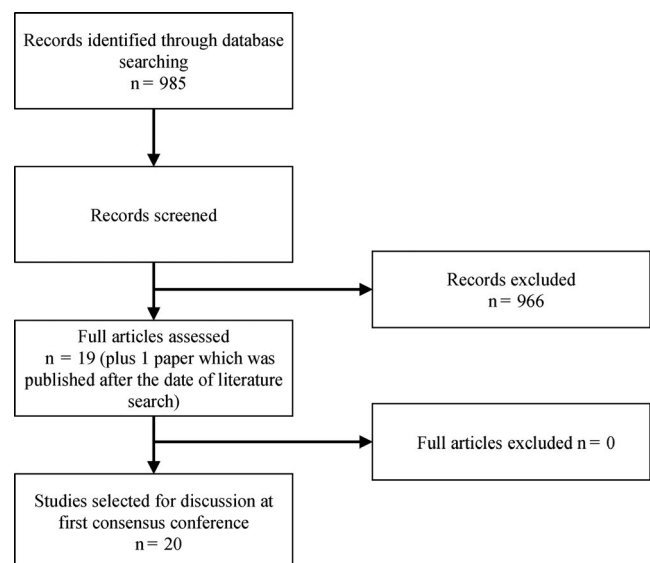 Records identified through database
searching
n = 985
Records screened
Records excluded
n = 966
Full articles assessed
n = 19 (plus 1 paper which was
published after the date of literature
search)
Full articles excluded n = 0
Studies selected for discussion at
first consensus conference
n = 20